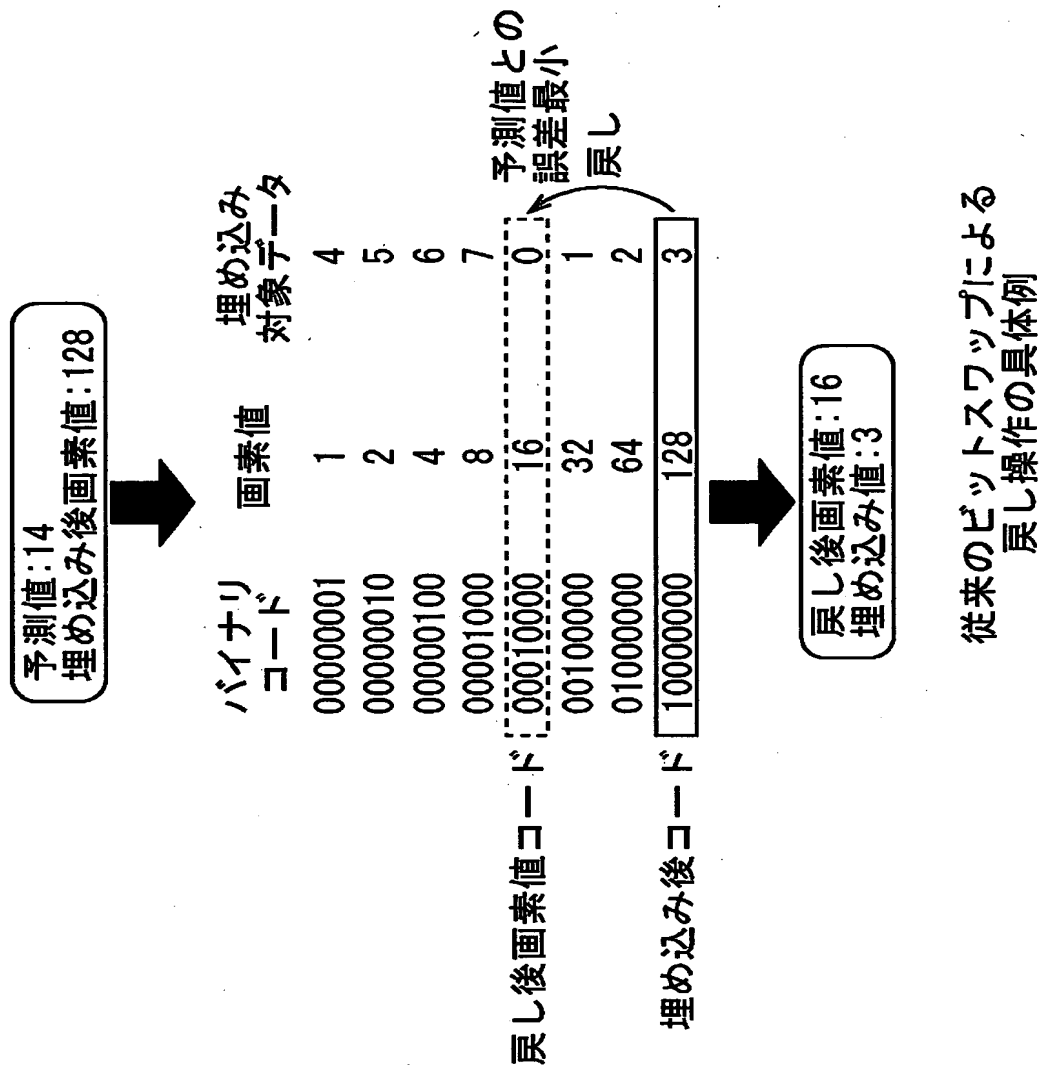 予測値:14
埋め込み後画素値:128
バイナリ
コード
画素値
埋め込み
対象データ
00000001 1 4
00000010 2 5
00000100 4 6
00001000 8 7
戻し後画素値コード 00010000 16 0
00100000 32 1
01000000 64 2
埋め込み後コード 10000000 128 3
予測値との
誤差最小
戻し
戻し後画素値:16
埋め込み値:3
従来のビットスワップによる
戻し操作の具体例